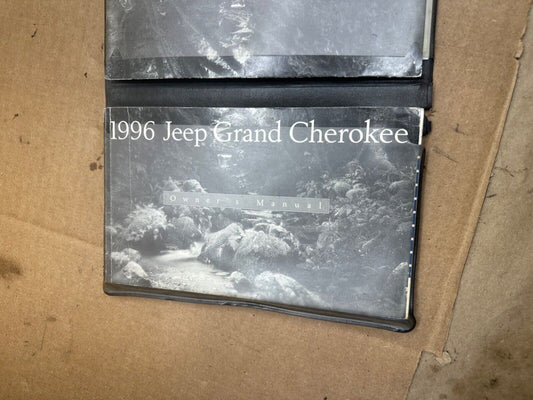 1996 Jeep Grand Cherokee
Owner's Manual